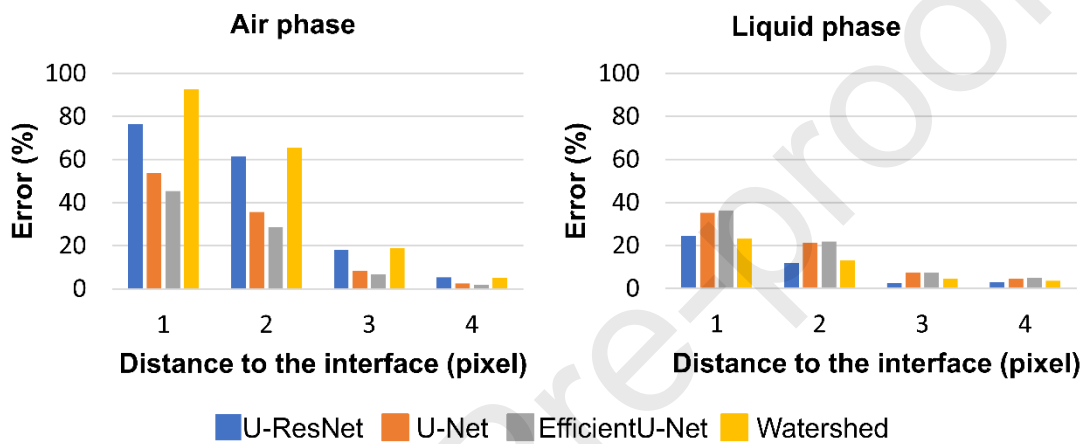 Air phase
Error (%)
100
80
60
40
20
0
1 2 3 4
Distance to the interface (pixel)
Liquid phase
Error (%)
100
80
60
40
20
0
1 2 3 4
Distance to the interface (pixel)
U-ResNet U-Net EfficientU-Net Watershed
re-proof